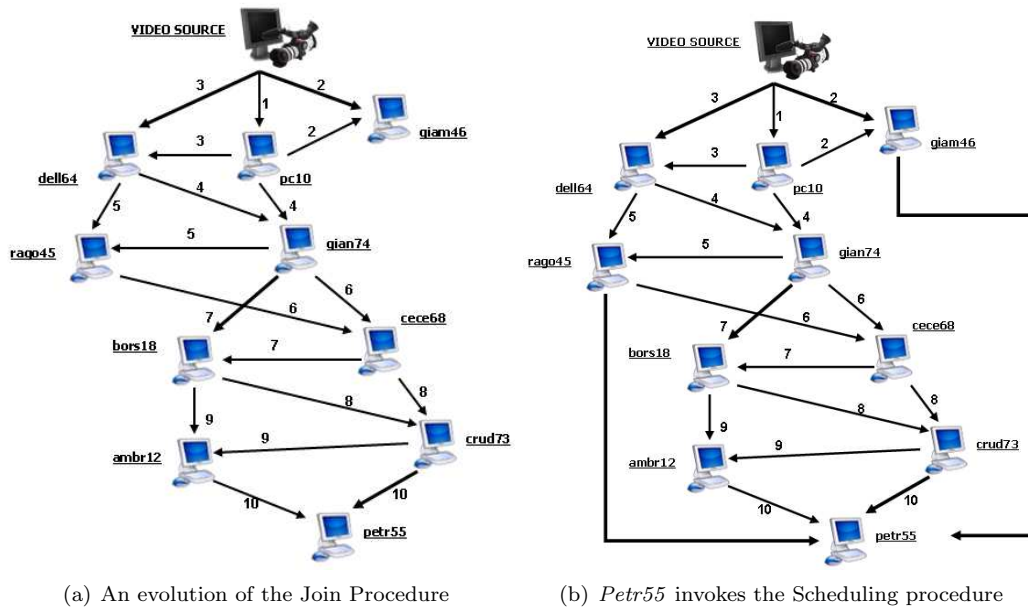 VIDEO SOURCE
3
1
2
giam46
3
2
dell64
pc10
4
4
5
5
gian74
rago45
6
6
cece68
7
bors18
7
8
8
9
9
crud73
ambr12
10
10
petr55
(a) An evolution of the Join Procedure
VIDEO SOURCE
3
1
2
giam46
3
2
dell64
pc10
4
4
5
5
gian74
rago45
6
6
cece68
7
bors18
7
8
8
9
9
crud73
ambr12
10
10
petr55
(b) Petr55 invokes the Scheduling procedure